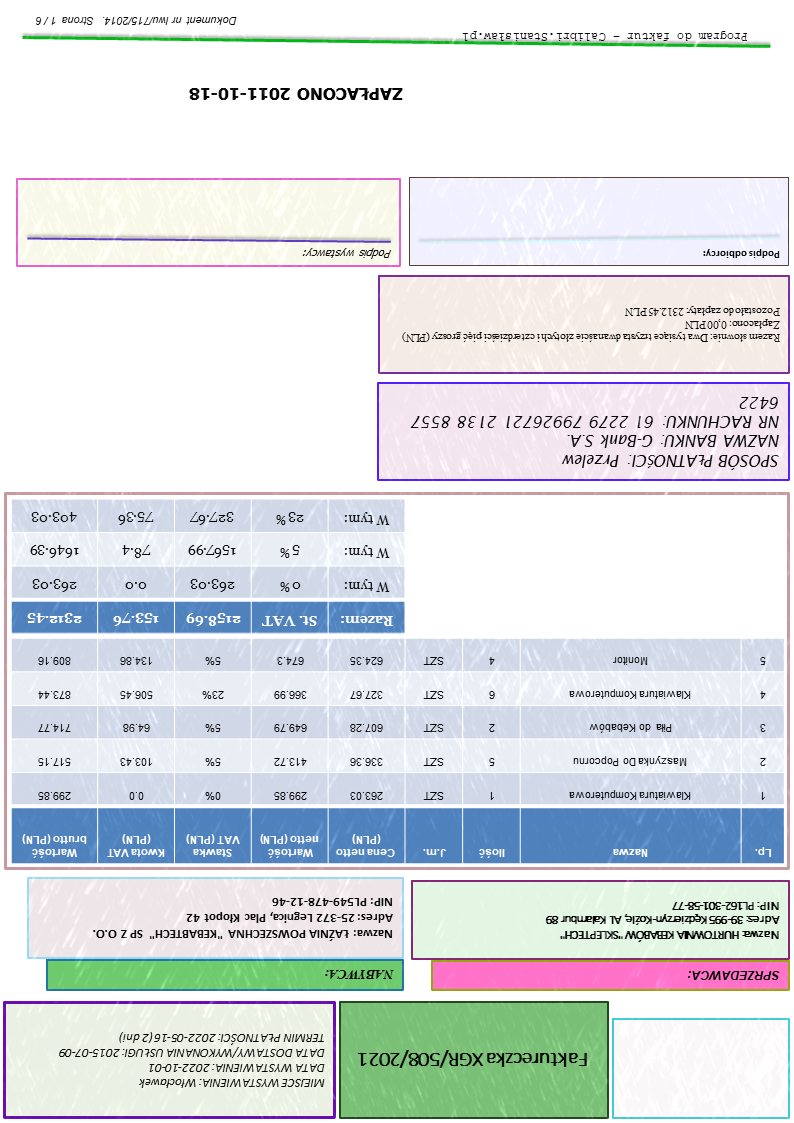 Faktureczka XGR/508/2021
MIEJSCE WYSTAWIENIA: Włocławek
DATA WYSTAWIENIA: 2022-10-01
DATA DOSTAWY/WYKONANIA USŁUGI: 2015-07-09
TERMIN PŁATNOŚCI: 2022-05-16 (2 dni)
SPRZEDAWCA:
Nazwa: HURTOWNIA KEBABÓW "SKLEPTECH"
Adres: 39-995 Kędzierzyn-Koźle, AL Kalambur 89
NIP: PL162-301-58-77
NABYWCA:
Nazwa: ŁAŹNIA POWSZECHNA "KEBABTECH" SP Z O.O.
Adres: 25-372 Legnica, Plac Kłopot 42
NIP: PL549-478-12-46
Lp. Nazwa Ilość J.m. Cena netto (PLN) Wartość netto (PLN) Stawka VAT (PLN) Kwota VAT (PLN) Wartość brutto (PLN)
1 Klawiatura Komputerowa 1 SZT 263.03 299.85 0% 0.0 299.85
2 Maszynka Do Popcornu 5 SZT 336.36 413.72 5% 103.43 517.15
3 Piła do Kebabów 2 SZT 607.28 649.79 5% 64.98 714.77
4 Klawiatura Komputerowa 6 SZT 327.67 366.99 23% 506.45 873.44
5 Monitor 4 SZT 624.35 674.3 5% 134.86 809.16
Razem: St. VAT 2158.69 153.76 2312.45
W tym: 0% 263.03 0.0 263.03
W tym: 5% 1567.99 78.4 1646.39
W tym: 23% 327.67 75.36 403.03
SPOSÓB PŁATNOŚCI: Przelew
NAZWA BANKU: G-Bank S.A.
NR RACHUNKU: 61 2279 79926721 2138 8557
6422
Razem słownie: Dwa tysiące trzysta dwanaście złotych i czterdzieści pięć groszy (PLN)
Zapłacono: 0,00 PLN
Pozostało do zapłaty: 2312.45 PLN
Podpis odbiorcy:
Podpis wystawcy:
ZAPŁACONO 2011-10-18
Program do faktur – Calibri.Stanisław.pl
Dokument nr lwu/715/2014. Strona 1 / 6